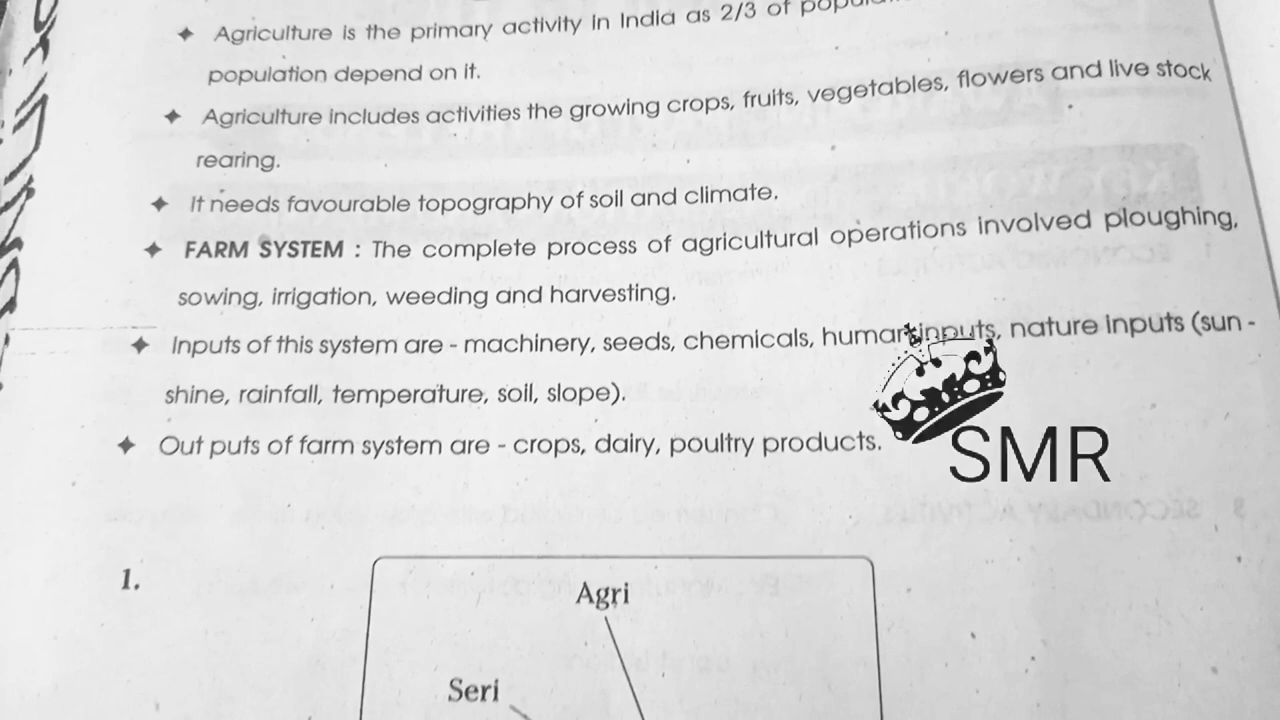 ✦ Agriculture is the primary activity in India as 2/3 of
population depend on it.
✦ Agriculture includes activities the growing crops, fruits, vegetables, flowers and live stock
rearing.
✦ It needs favourable topography of soil and climate.
✦ FARM SYSTEM : The complete process of agricultural operations involved ploughing,
sowing, irrigation, weeding and harvesting.
✦ Inputs of this system are - machinery, seeds, chemicals, human inputs, nature inputs (sun -
shine, rainfall, temperature, soil, slope).
✦ Out puts of farm system are - crops, dairy, poultry products.
SMR
1.
Agri
Seri